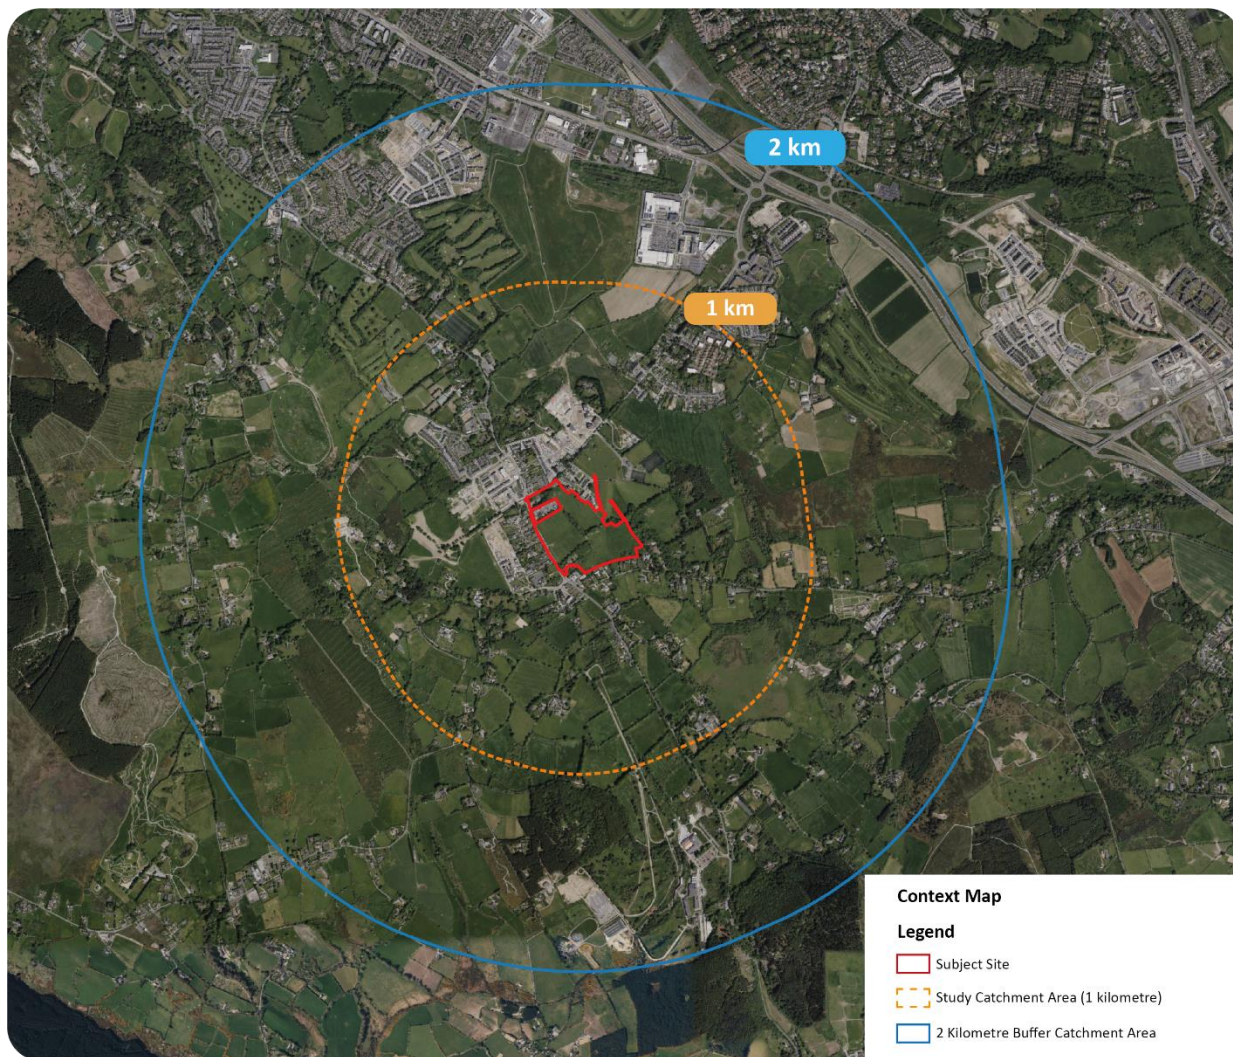 2 km
1 km
Context Map
Legend
Subject Site
Study Catchment Area (1 kilometre)
2 Kilometre Buffer Catchment Area